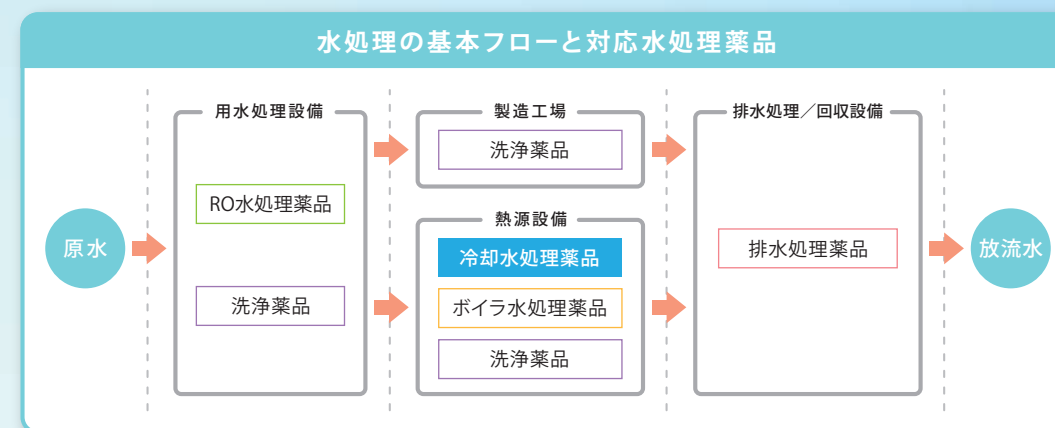 水処理の基本フローと対応水処理薬品
原水
用水処理設備
RO水処理薬品
洗浄薬品
製造工場
洗浄薬品
熱源設備
冷却水処理薬品
ボイラ水処理薬品
洗浄薬品
排水処理／回収設備
排水処理薬品
放流水